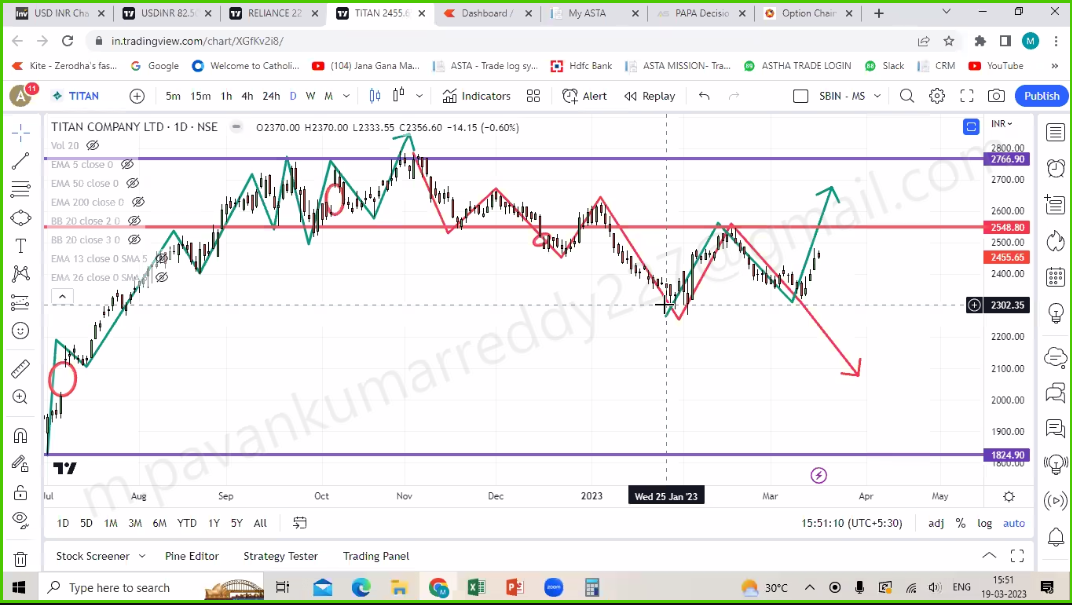 USD INR Cha
USDINR 82.5
RELIANCE 22
TITAN 2455.6
Dashboard /
My ASTA
PAPA Decisio
Option Chain
in.tradingview.com/chart/XGfKv2i8/
M
Kite - Zerodha's fas...
Google
Welcome to Catholi...
(104) Jana Gana Ma...
ASTA - Trade log sy...
Hdfc Bank
ASTA MISSION- Tra...
ASTHA TRADE LOGIN
Slack
CRM
YouTube
»
A 11
TITAN
5m 15m 1h 4h 24h D W M
Indicators
Alert
Replay
SBIN - MS
Publish
TITAN COMPANY LTD · 1D · NSE
O2370.00 H2370.00 L2333.55 C2356.60 −14.15 (−0.60%)
INR
Vol 20
EMA 5 close 0
EMA 50 close 0
EMA 200 close 0
BB 20 close 2 0
BB 20 close 3 0
EMA 13 close 0 SMA 5
EMA 26 close 0 SMA 5
2800.00
2766.90
2700.00
2600.00
2548.80
2500.00
2455.65
2400.00
2302.35
2200.00
2100.00
2000.00
1900.00
1824.90
1800.00
m.pavankumarreddy227@gmail.com
Jul Aug Sep Oct Nov Dec 2023 Wed 25 Jan '23 Mar Apr May
1D 5D 1M 3M 6M YTD 1Y 5Y All
15:51:10 (UTC+5:30)
adj % log auto
Stock Screener
Pine Editor
Strategy Tester
Trading Panel
Type here to search
zoom
30°C
ENG
15:51
19-03-2023